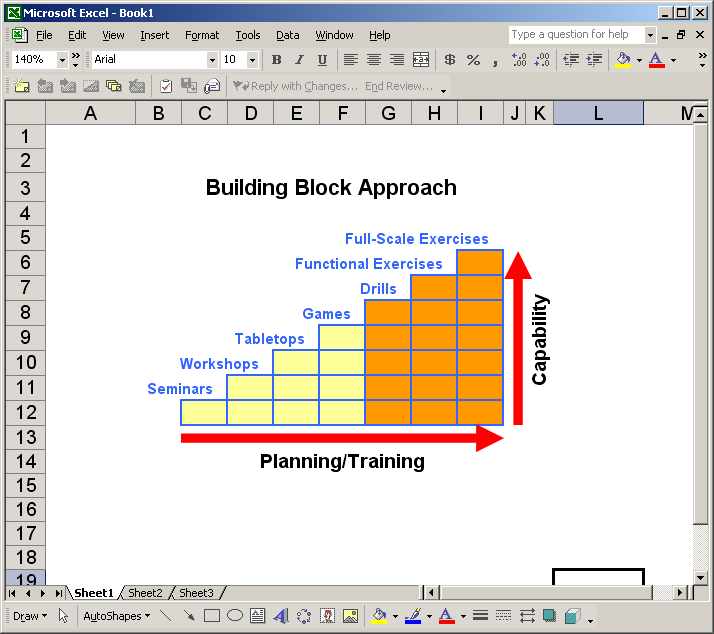 Microsoft Excel - Book1
File Edit View Insert Format Tools Data Window Help Type a question for help
140% Arial 10 B I U $ % ,
Reply with Changes... End Review...
A B C D E F G H I J K L M
1
2
3 Building Block Approach
4
5 Full-Scale Exercises
6 Functional Exercises
7 Drills
8 Games
9 Tabletops
10 Workshops
11 Seminars
12
Capability
13
14 Planning/Training
15
16
17
18
19
Sheet1 Sheet2 Sheet3
Draw AutoShapes A A